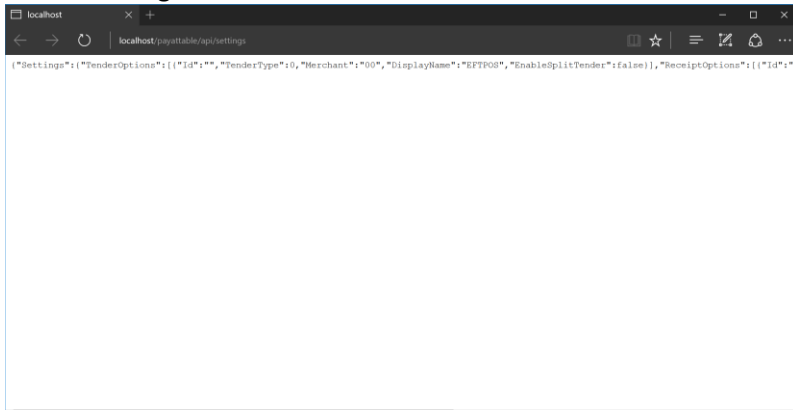 localhost
localhost/payattable/api/settings
{"Settings":{"TenderOptions":[{"Id":"","TenderType":0,"Merchant":"00","DisplayName":"EFTPOS","EnableSplitTender":false}],"ReceiptOptions":[{"Id":"